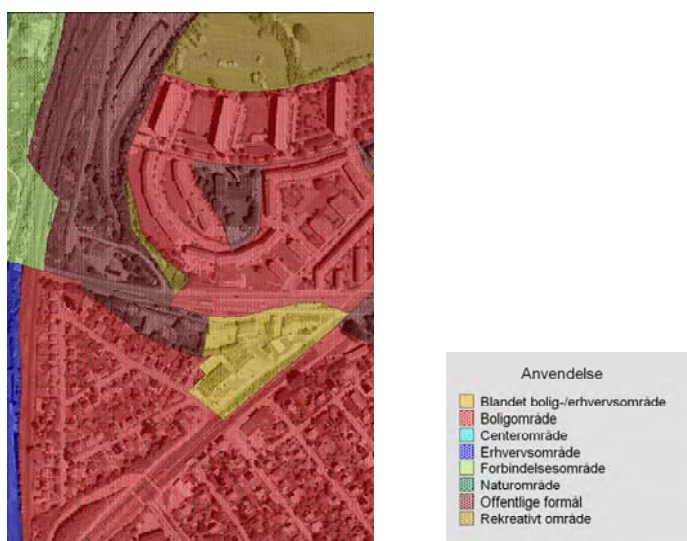 Anvendelse
Blandet bolig-/erhvervsområde
Boligområde
Centerområde
Erhvervsområde
Forbindelsesområde
Naturområde
Offentlige formål
Rekreativt område